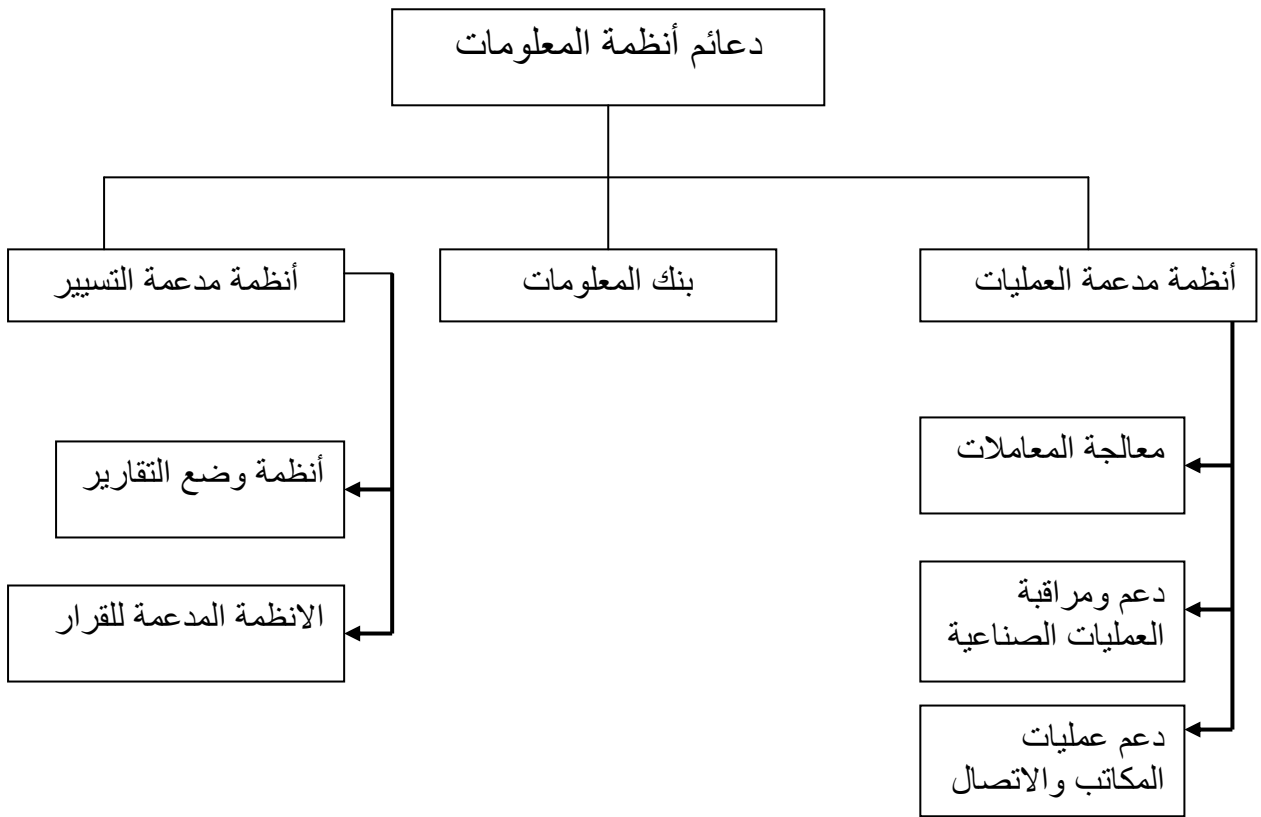 دعائم أنظمة المعلومات
أنظمة مدعمة العمليات
بنك المعلومات
أنظمة مدعمة التسيير
معالجة المعاملات
دعم ومراقبة
العمليات الصناعية
دعم عمليات
المكاتب والاتصال
أنظمة وضع التقارير
الانظمة المدعمة للقرار